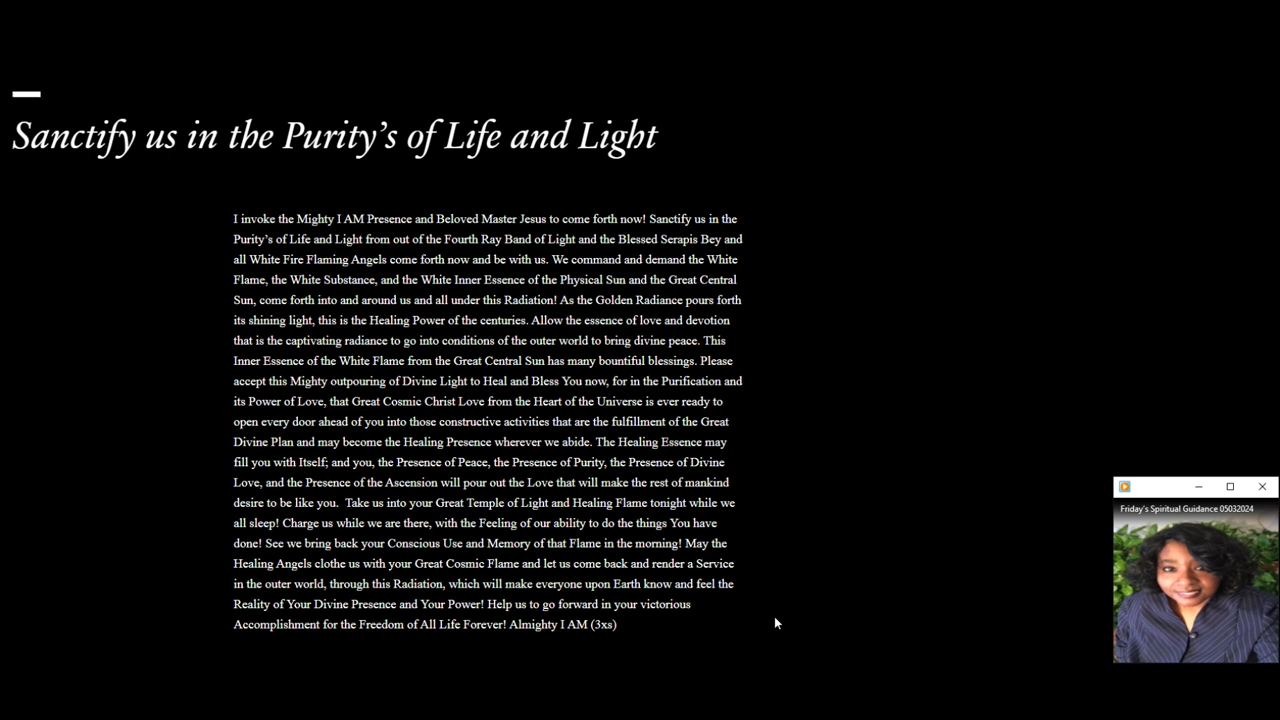 Sanctify us in the Purity’s of Life and Light
I invoke the Mighty I AM Presence and Beloved Master Jesus to come forth now! Sanctify us in the
Purity’s of Life and Light from out of the Fourth Ray Band of Light and the Blessed Serapis Bey and
all White Fire Flaming Angels come forth now and be with us. We command and demand the White
Flame, the White Substance, and the White Inner Essence of the Physical Sun and the Great Central
Sun, come forth into and around us and all under this Radiation! As the Golden Radiance pours forth
its shining light, this is the Healing Power of the centuries. Allow the essence of love and devotion
that is the captivating radiance to go into conditions of the outer world to bring divine peace. This
Inner Essence of the White Flame from the Great Central Sun has many bountiful blessings. Please
accept this Mighty outpouring of Divine Light to Heal and Bless You now, for in the Purification and
its Power of Love, that Great Cosmic Christ Love from the Heart of the Universe is ever ready to
open every door ahead of you into those constructive activities that are the fulfillment of the Great
Divine Plan and may become the Healing Presence wherever we abide. The Healing Essence may
fill you with Itself; and you, the Presence of Peace, the Presence of Purity, the Presence of Divine
Love, and the Presence of the Ascension will pour out the Love that will make the rest of mankind
desire to be like you.  Take us into your Great Temple of Light and Healing Flame tonight while we
all sleep! Charge us while we are there, with the Feeling of our ability to do the things You have
done! See we bring back your Conscious Use and Memory of that Flame in the morning! May the
Healing Angels clothe us with your Great Cosmic Flame and let us come back and render a Service
in the outer world, through this Radiation, which will make everyone upon Earth know and feel the
Reality of Your Divine Presence and Your Power! Help us to go forward in your victorious
Accomplishment for the Freedom of All Life Forever! Almighty I AM (3xs)
Friday's Spiritual Guidance 05032024